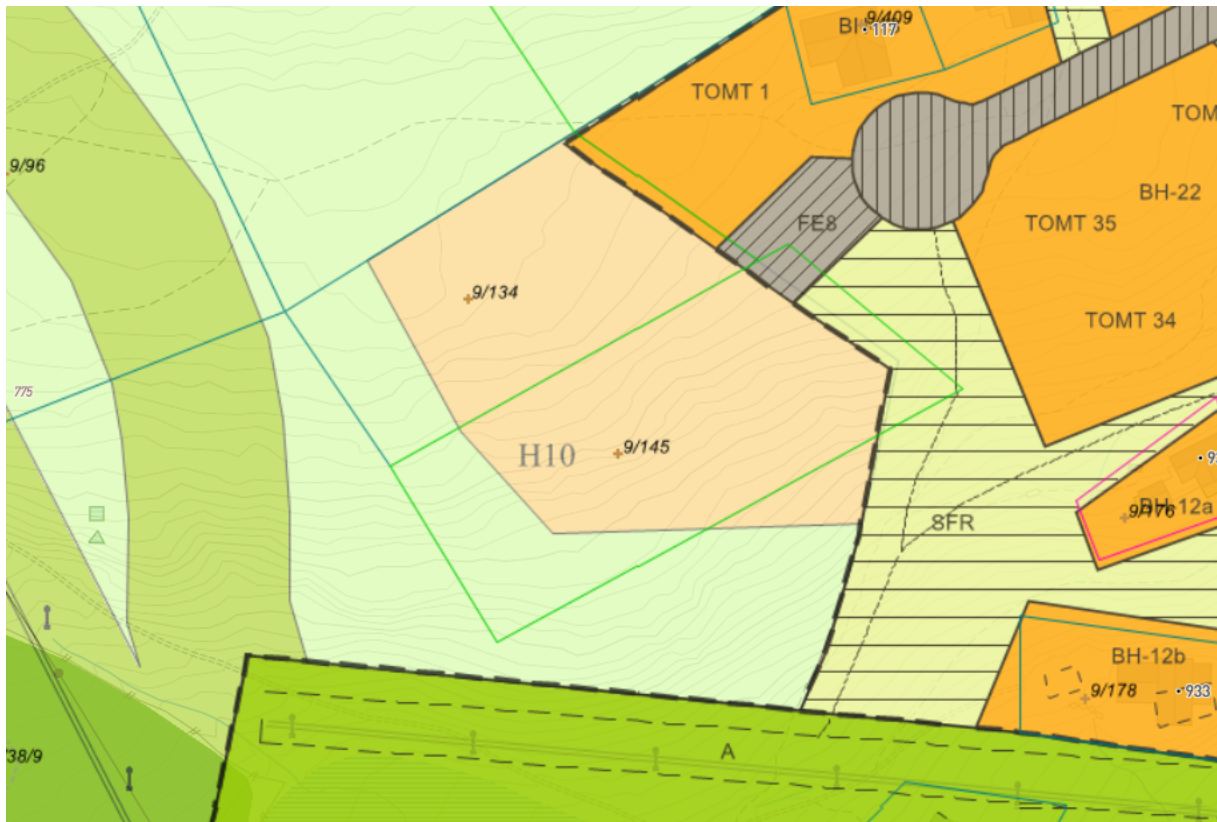 9/409
117
TOMT 1
TOM
9/96
BH-22
FE8
TOMT 35
9/134
TOMT 34
775
9/145
H10
9/176
BH-12a
SFR
BH-12b
9/178
933
A
38/9